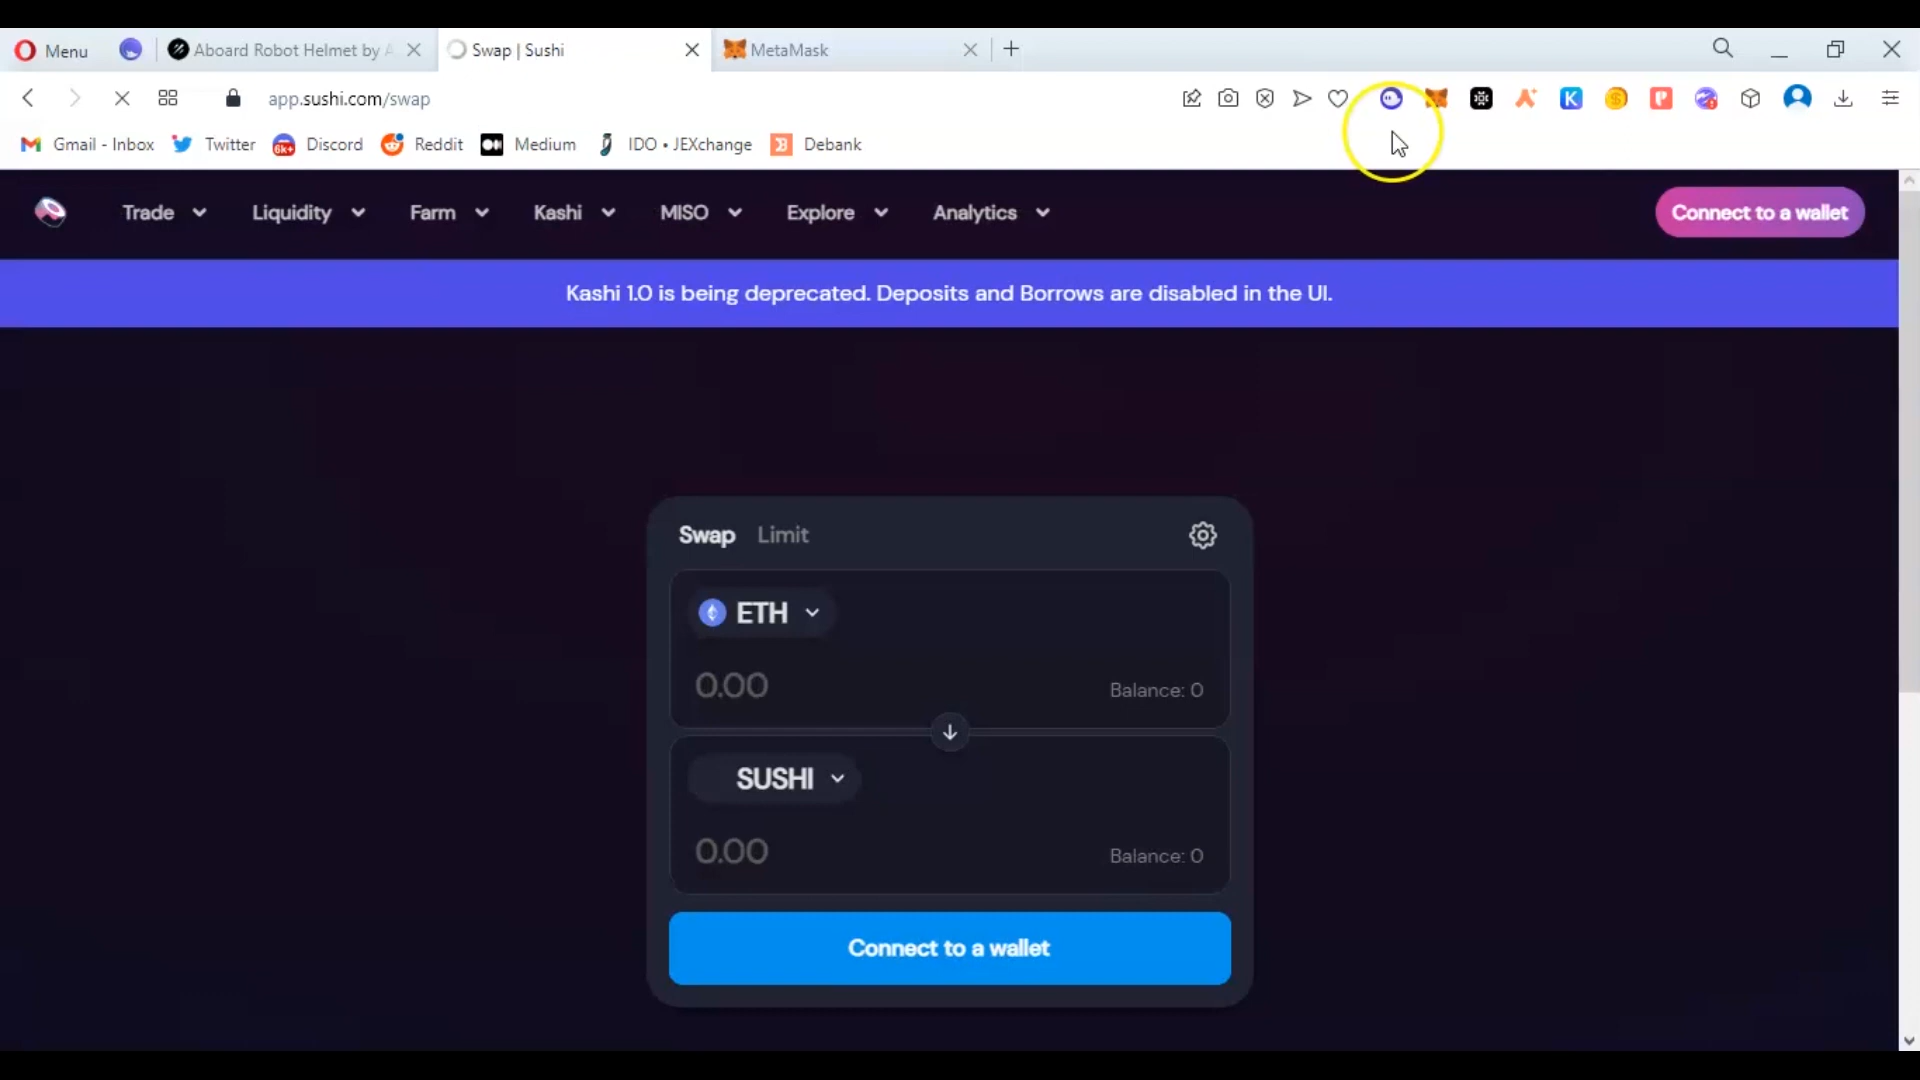 Menu
Aboard Robot Helmet by A
Swap | Sushi
MetaMask
app.sushi.com/swap
Gmail - Inbox
Twitter
6k+
Discord
Reddit
Medium
IDO • JEXchange
Debank
Trade
Liquidity
Farm
Kashi
MISO
Explore
Analytics
Connect to a wallet
Kashi 1.0 is being deprecated. Deposits and Borrows are disabled in the UI.
Swap
Limit
ETH
0.00
Balance: 0
SUSHI
0.00
Balance: 0
Connect to a wallet